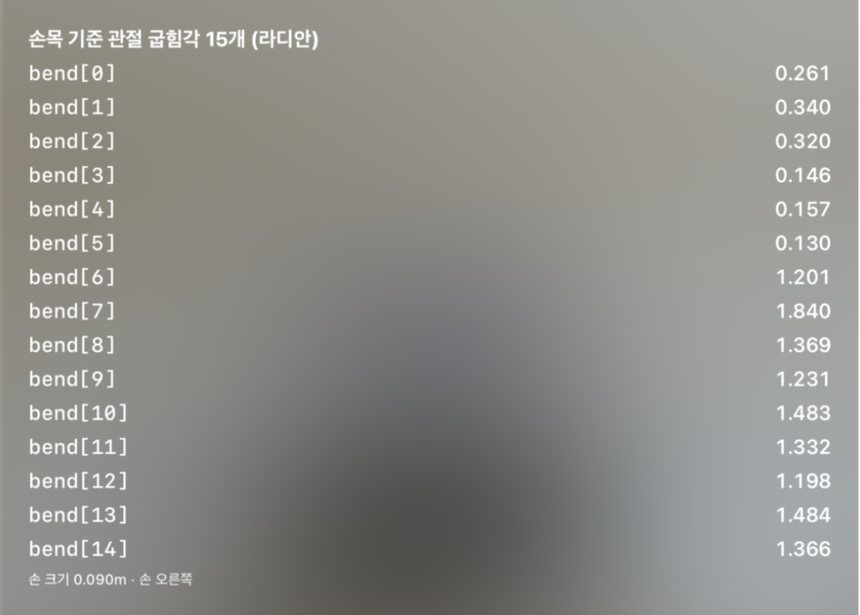 손목 기준 관절 굽힘각 15개 (라디안)
bend[0] 0.261
bend[1] 0.340
bend[2] 0.320
bend[3] 0.146
bend[4] 0.157
bend[5] 0.130
bend[6] 1.201
bend[7] 1.840
bend[8] 1.369
bend[9] 1.231
bend[10] 1.483
bend[11] 1.332
bend[12] 1.198
bend[13] 1.484
bend[14] 1.366
손 크기 0.090m · 손 오른쪽